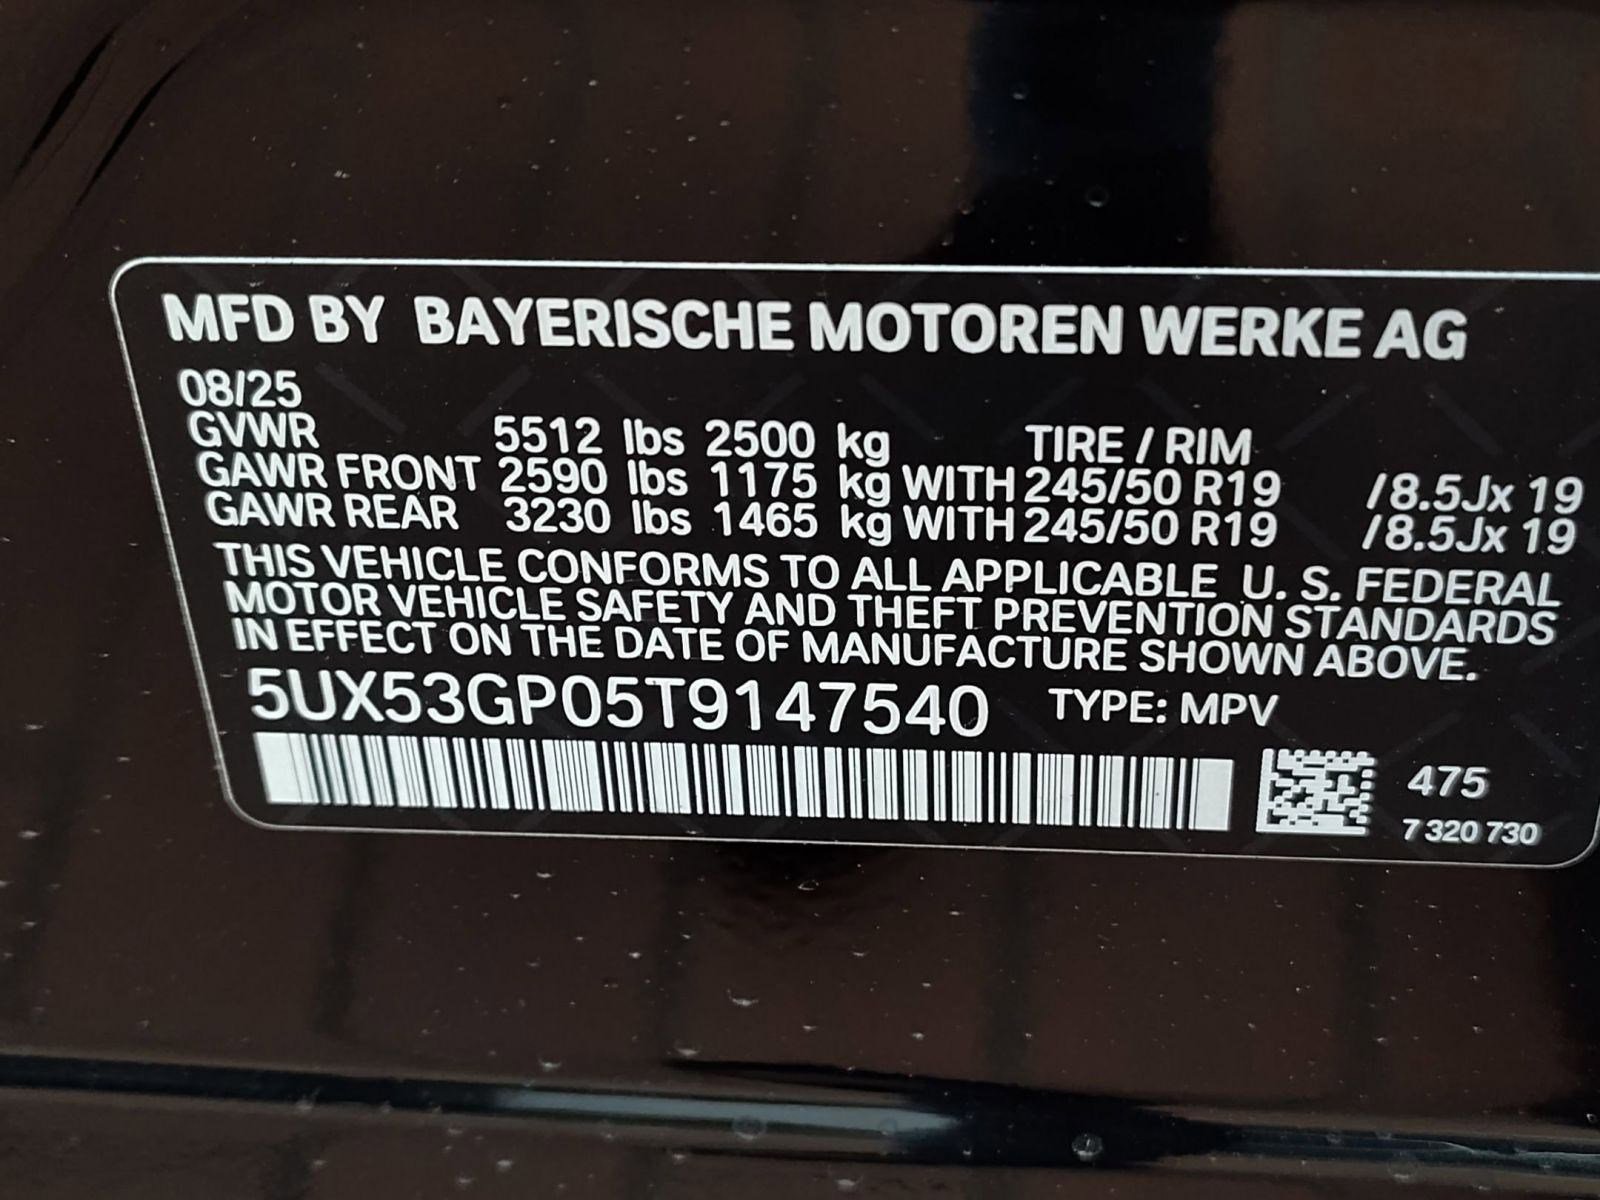 MFD BY BAYERISCHE MOTOREN WERKE AG
08/25
GVWR 5512 lbs 2500 kg TIRE / RIM
GAWR FRONT 2590 lbs 1175 kg WITH 245/50 R19 /8.5Jx 19
GAWR REAR 3230 lbs 1465 kg WITH 245/50 R19 /8.5Jx 19
THIS VEHICLE CONFORMS TO ALL APPLICABLE U. S. FEDERAL
MOTOR VEHICLE SAFETY AND THEFT PREVENTION STANDARDS
IN EFFECT ON THE DATE OF MANUFACTURE SHOWN ABOVE.
5UX53GP05T9147540 TYPE: MPV
475
7 320 730